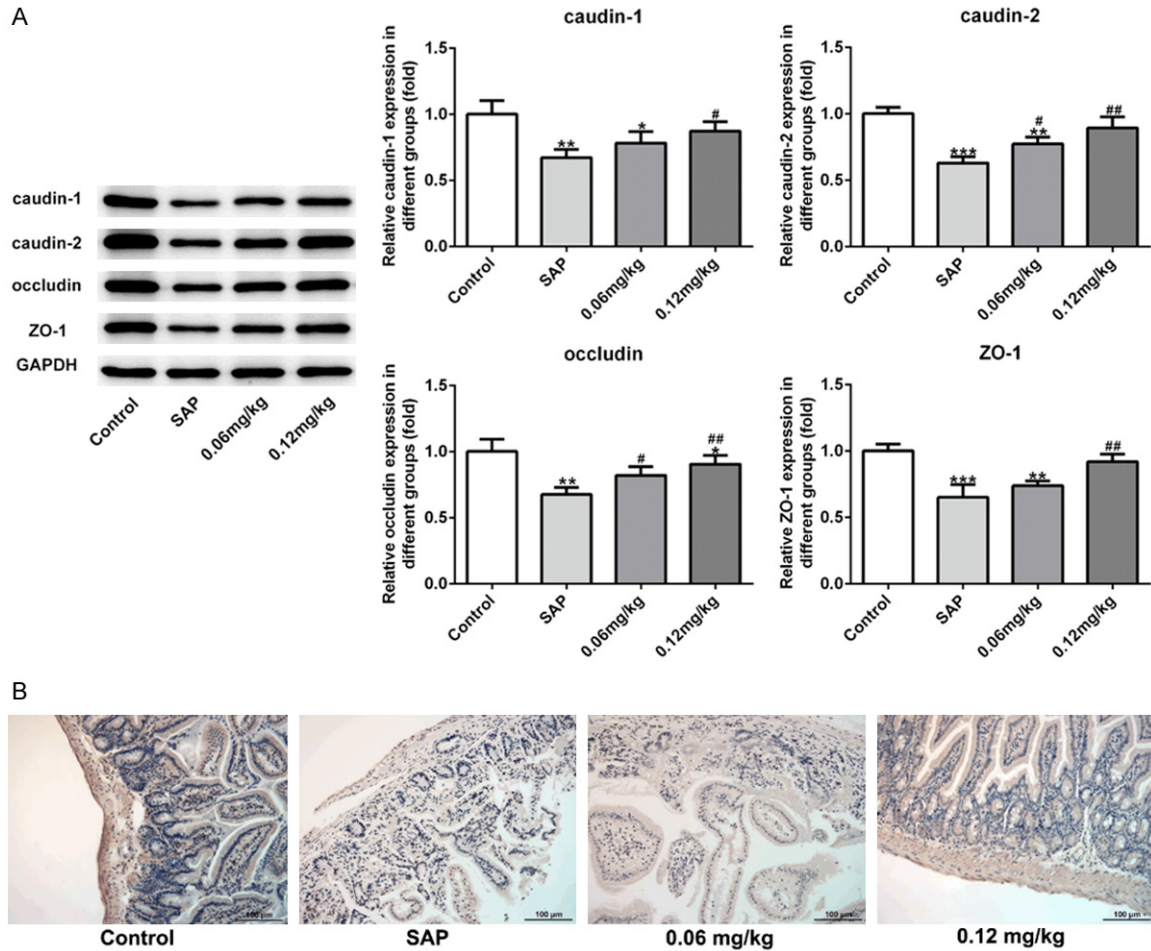 A
caudin-1
caudin-2
occludin
ZO-1
GAPDH
Control
SAP
0.06mg/kg
0.12mg/kg
caudin-1
Relative caudin-1 expression in
different groups (fold)
1.5
1.0
0.5
0.0
**
*
#
Control
SAP
0.06mg/kg
0.12mg/kg
caudin-2
Relative caudin-2 expression in
different groups (fold)
1.5
1.0
0.5
0.0
***
#
**
##
Control
SAP
0.06mg/kg
0.12mg/kg
occludin
Relative occludin expression in
different groups (fold)
1.5
1.0
0.5
0.0
**
#
##
*
Control
SAP
0.06mg/kg
0.12mg/kg
ZO-1
Relative ZO-1 expression in
different groups (fold)
1.5
1.0
0.5
0.0
***
**
##
Control
SAP
0.06mg/kg
0.12mg/kg
B
100 μm
100 μm
100 μm
100 μm
Control
SAP
0.06 mg/kg
0.12 mg/kg